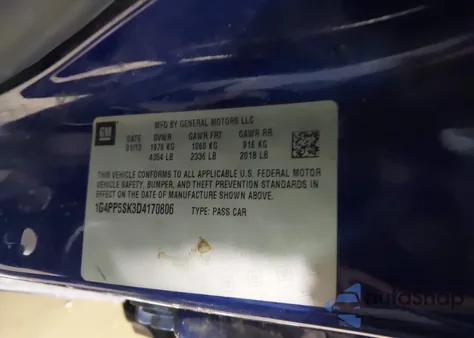 MFD BY GENERAL MOTORS LLC
GM DATE GVWR GAWR FRT GAWR RR
01/13 1976 KG 1060 KG 916 KG
4354 LB 2336 LB 2018 LB
THIS VEHICLE CONFORMS TO ALL APPLICABLE U.S. FEDERAL MOTOR
VEHICLE SAFETY, BUMPER, AND THEFT PREVENTION STANDARDS IN
EFFECT ON THE DATE OF MANUFACTURE SHOWN ABOVE.
1G4PP5SK3D4170806 TYPE: PASS CAR
autosnap